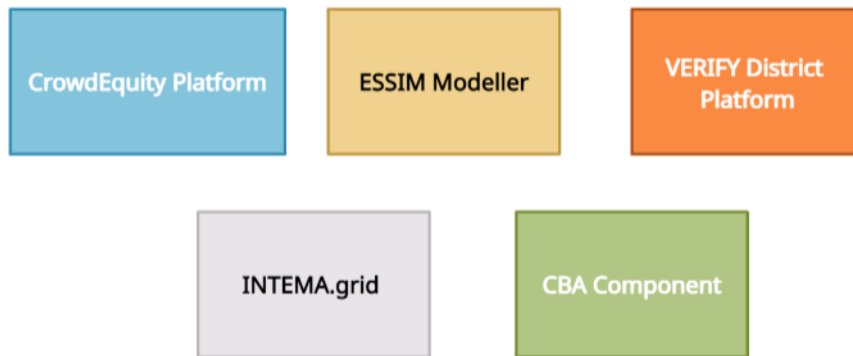 CrowdEquity Platform
ESSIM Modeller
VERIFY District
Platform
INTEMA.grid
CBA Component